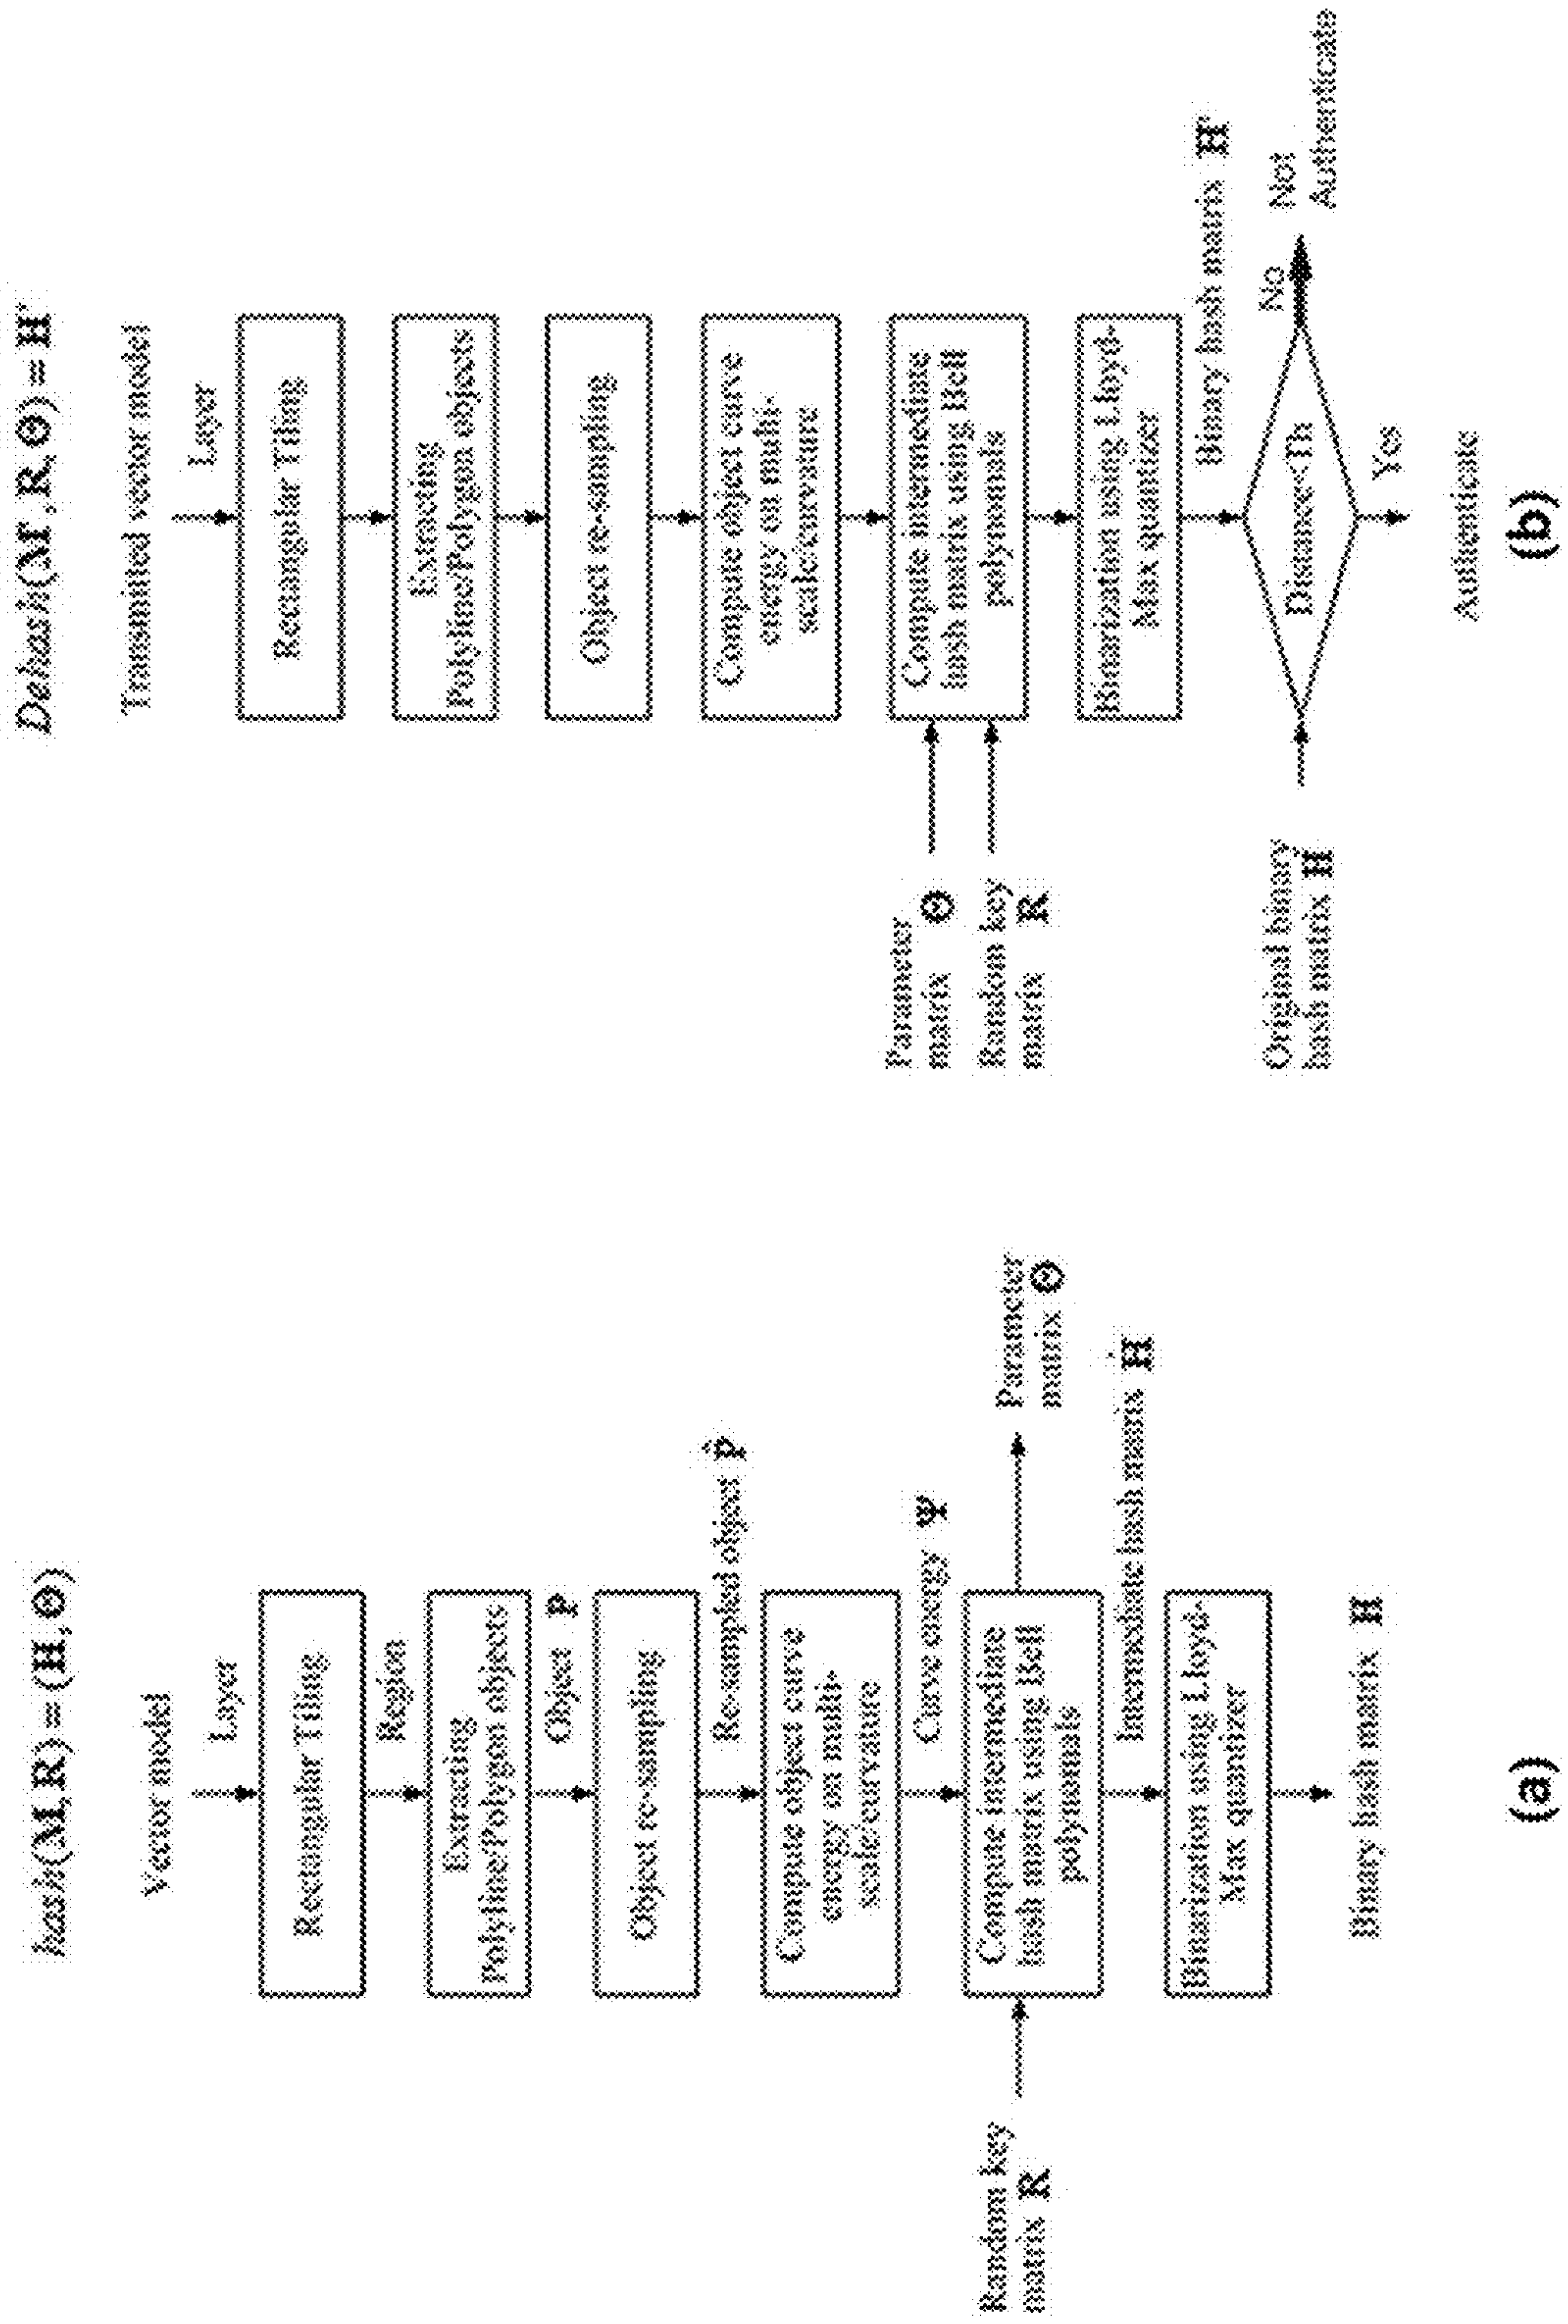 hash(M,R) = (H,Θ)
Vector model
Layer
Rectangular Tiling
Region
Extracting
Polyline/Polygon objects
Object P
Object re-sampling
Re-sampled object P̂
Compute object curve
energy on multi-
scale/curvature
Curve energy Ψ
Random key
matrix R
Compute intermediate
hash matrix using Bell
polynomials
Parameter
matrix Θ
Intermediate hash matrix Ḣ
Binarization using Lloyd-
Max quantizer
Binary hash matrix H
(a)
Dehash(M',R,Θ) = H'
Transmitted vector model
Layer
Rectangular Tiling
Extracting
Polyline/Polygon objects
Object re-sampling
Compute object curve
energy on multi-
scale/curvature
Parameter
matrix Θ
Random key
matrix R
Compute intermediate
hash matrix using Bell
polynomials
Binarization using Lloyd-
Max quantizer
Binary hash matrix H'
Original binary
hash matrix H
Distance<Th
No
Not
Authenticate
Yes
Authenticate
(b)